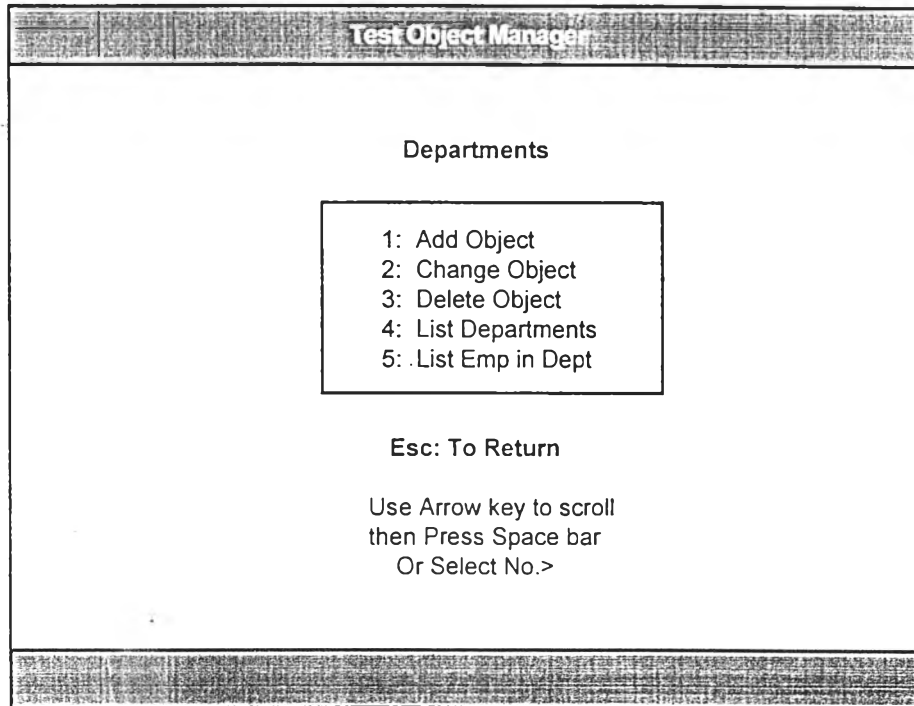 Test Object Manager
Departments
1: Add Object
2: Change Object
3: Delete Object
4: List Departments
5: List Emp in Dept
Esc: To Return
Use Arrow key to scroll
then Press Space bar
Or Select No.>